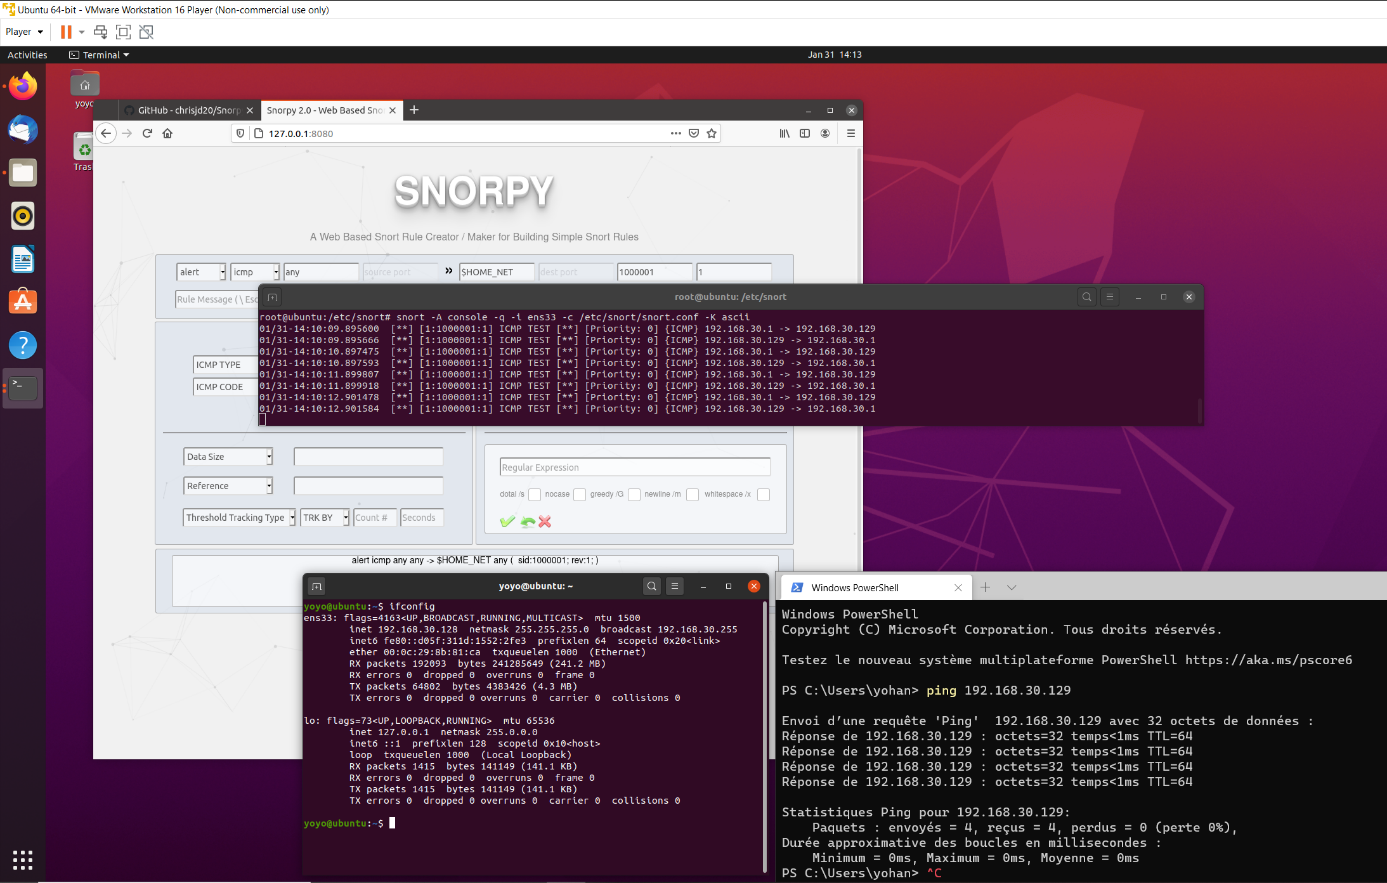 Ubuntu 64-bit - VMware Workstation 16 Player (Non-commercial use only)
Player
Activities
Terminal
Jan 31 14:13
yoyo
GitHub - chrisjd20/Snorp
Snorpy 2.0 - Web Based Sno
127.0.0.1:8080
Tras
SNORPY
A Web Based Snort Rule Creator / Maker for Building Simple Snort Rules
alert icmp any source port » $HOME_NET dest port 1000001 1
Rule Message ( \ Esc
root@ubuntu: /etc/snort
root@ubuntu:/etc/snort# snort -A console -q -i ens33 -c /etc/snort/snort.conf -K ascii
01/31-14:10:09.895600 [**] [1:1000001:1] ICMP TEST [**] [Priority: 0] {ICMP} 192.168.30.1 -> 192.168.30.129
01/31-14:10:09.895666 [**] [1:1000001:1] ICMP TEST [**] [Priority: 0] {ICMP} 192.168.30.129 -> 192.168.30.1
01/31-14:10:10.897475 [**] [1:1000001:1] ICMP TEST [**] [Priority: 0] {ICMP} 192.168.30.1 -> 192.168.30.129
01/31-14:10:10.897593 [**] [1:1000001:1] ICMP TEST [**] [Priority: 0] {ICMP} 192.168.30.129 -> 192.168.30.1
01/31-14:10:11.899807 [**] [1:1000001:1] ICMP TEST [**] [Priority: 0] {ICMP} 192.168.30.1 -> 192.168.30.129
01/31-14:10:11.899918 [**] [1:1000001:1] ICMP TEST [**] [Priority: 0] {ICMP} 192.168.30.129 -> 192.168.30.1
01/31-14:10:12.901478 [**] [1:1000001:1] ICMP TEST [**] [Priority: 0] {ICMP} 192.168.30.1 -> 192.168.30.129
01/31-14:10:12.901584 [**] [1:1000001:1] ICMP TEST [**] [Priority: 0] {ICMP} 192.168.30.129 -> 192.168.30.1
ICMP TYPE
ICMP CODE
Data Size
Reference
Threshold Tracking Type TRK BY Count # Seconds
Regular Expression
dotal /s nocase greedy /G newline /m whitespace /x
alert icmp any any -> $HOME_NET any ( sid:1000001; rev:1; )
yoyo@ubuntu: ~
yoyo@ubuntu:~$ ifconfig
ens33: flags=4163<UP,BROADCAST,RUNNING,MULTICAST> mtu 1500
inet 192.168.30.128 netmask 255.255.255.0 broadcast 192.168.30.255
inet6 fe80::d05f:311d:1552:2fe3 prefixlen 64 scopeid 0x20<link>
ether 00:0c:29:8b:81:ca txqueuelen 1000 (Ethernet)
RX packets 192093 bytes 241285649 (241.2 MB)
RX errors 0 dropped 0 overruns 0 frame 0
TX packets 64802 bytes 4383426 (4.3 MB)
TX errors 0 dropped 0 overruns 0 carrier 0 collisions 0
lo: flags=73<UP,LOOPBACK,RUNNING> mtu 65536
inet 127.0.0.1 netmask 255.0.0.0
inet6 ::1 prefixlen 128 scopeid 0x10<host>
loop txqueuelen 1000 (Local Loopback)
RX packets 1415 bytes 141149 (141.1 KB)
RX errors 0 dropped 0 overruns 0 frame 0
TX packets 1415 bytes 141149 (141.1 KB)
TX errors 0 dropped 0 overruns 0 carrier 0 collisions 0
yoyo@ubuntu:~$
Windows PowerShell
Windows PowerShell
Copyright (C) Microsoft Corporation. Tous droits réservés.
Testez le nouveau système multiplateforme PowerShell https://aka.ms/pscore6
PS C:\Users\yohan> ping 192.168.30.129
Envoi d’une requête 'Ping' 192.168.30.129 avec 32 octets de données :
Réponse de 192.168.30.129 : octets=32 temps<1ms TTL=64
Réponse de 192.168.30.129 : octets=32 temps<1ms TTL=64
Réponse de 192.168.30.129 : octets=32 temps<1ms TTL=64
Réponse de 192.168.30.129 : octets=32 temps<1ms TTL=64
Statistiques Ping pour 192.168.30.129:
Paquets : envoyés = 4, reçus = 4, perdus = 0 (perte 0%),
Durée approximative des boucles en millisecondes :
Minimum = 0ms, Maximum = 0ms, Moyenne = 0ms
PS C:\Users\yohan> ^C